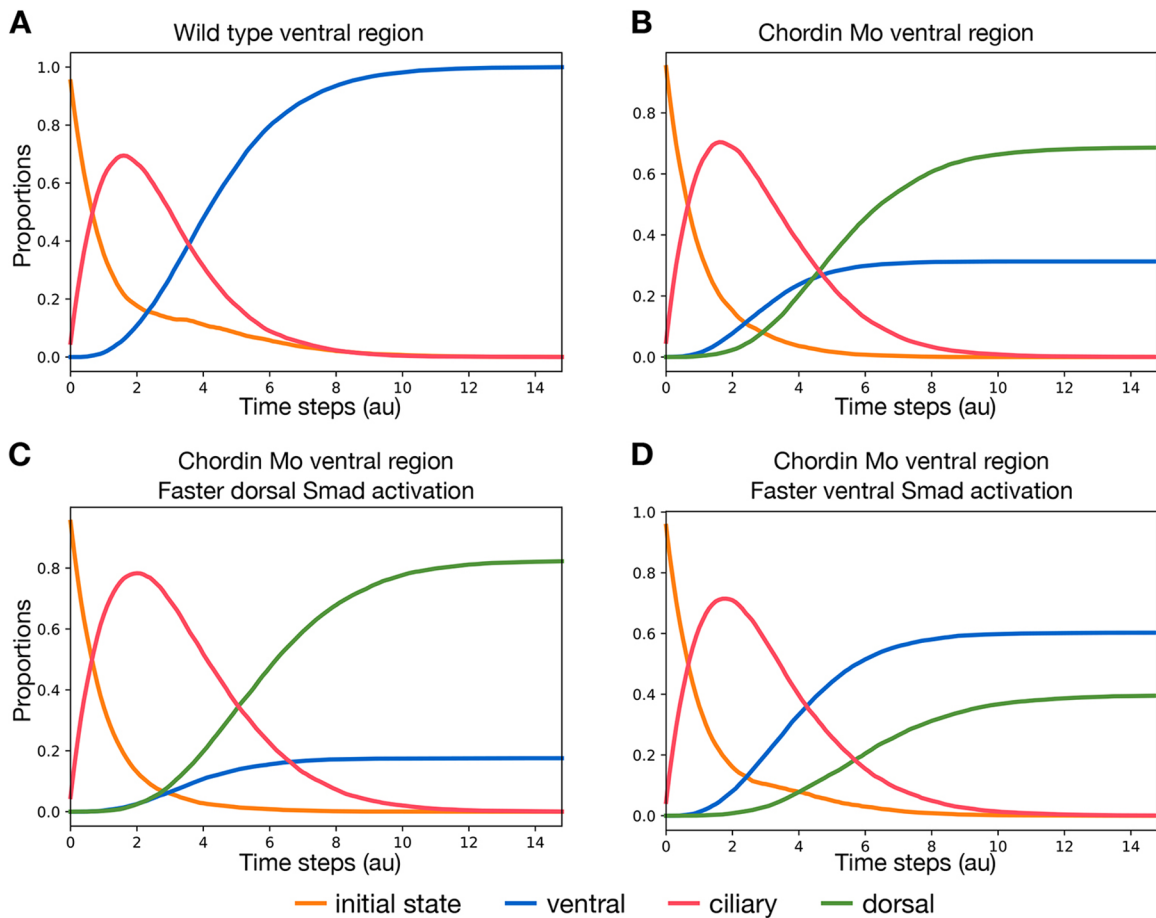 A
Wild type ventral region
Proportions
1.0
0.8
0.6
0.4
0.2
0.0
0 2 4 6 8 10 12 14
Time steps (au)
B
Chordin Mo ventral region
0.8
0.6
0.4
0.2
0.0
0 2 4 6 8 10 12 14
Time steps (au)
C
Chordin Mo ventral region
Faster dorsal Smad activation
Proportions
0.8
0.6
0.4
0.2
0.0
0 2 4 6 8 10 12 14
Time steps (au)
D
Chordin Mo ventral region
Faster ventral Smad activation
1.0
0.8
0.6
0.4
0.2
0.0
0 2 4 6 8 10 12 14
Time steps (au)
initial state ventral ciliary dorsal